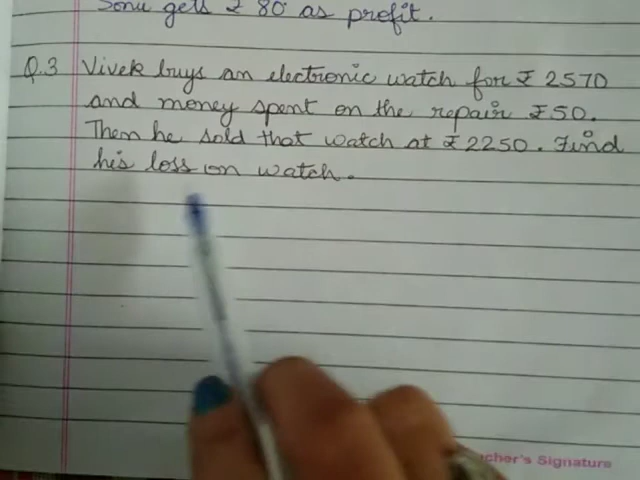 Sonu gets ₹ 80 as profit.
Q.3 Vivek buys an electronic watch for ₹ 2570
and money spent on the repair ₹50.
Then he sold that watch at ₹2250. Find
his loss on watch.
Signature